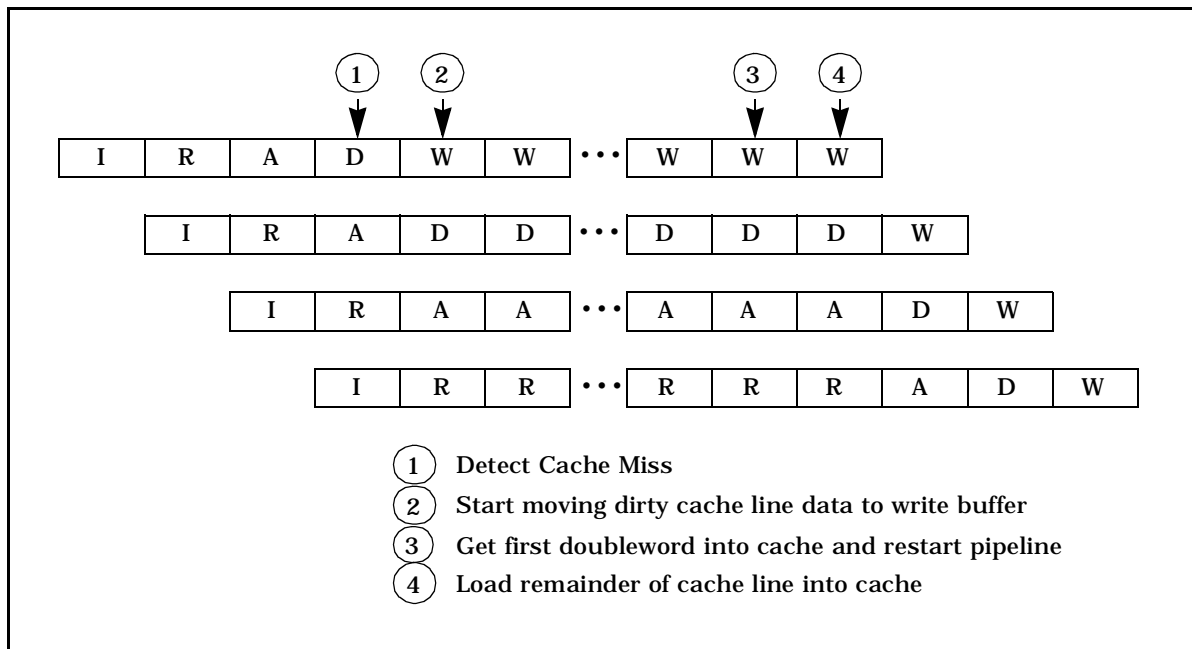 1 2 3 4
I R A D W W ••• W W W
I R A D D ••• D D D W
I R A A ••• A A A D W
I R R ••• R R R A D W
1 Detect Cache Miss
2 Start moving dirty cache line data to write buffer
3 Get first doubleword into cache and restart pipeline
4 Load remainder of cache line into cache